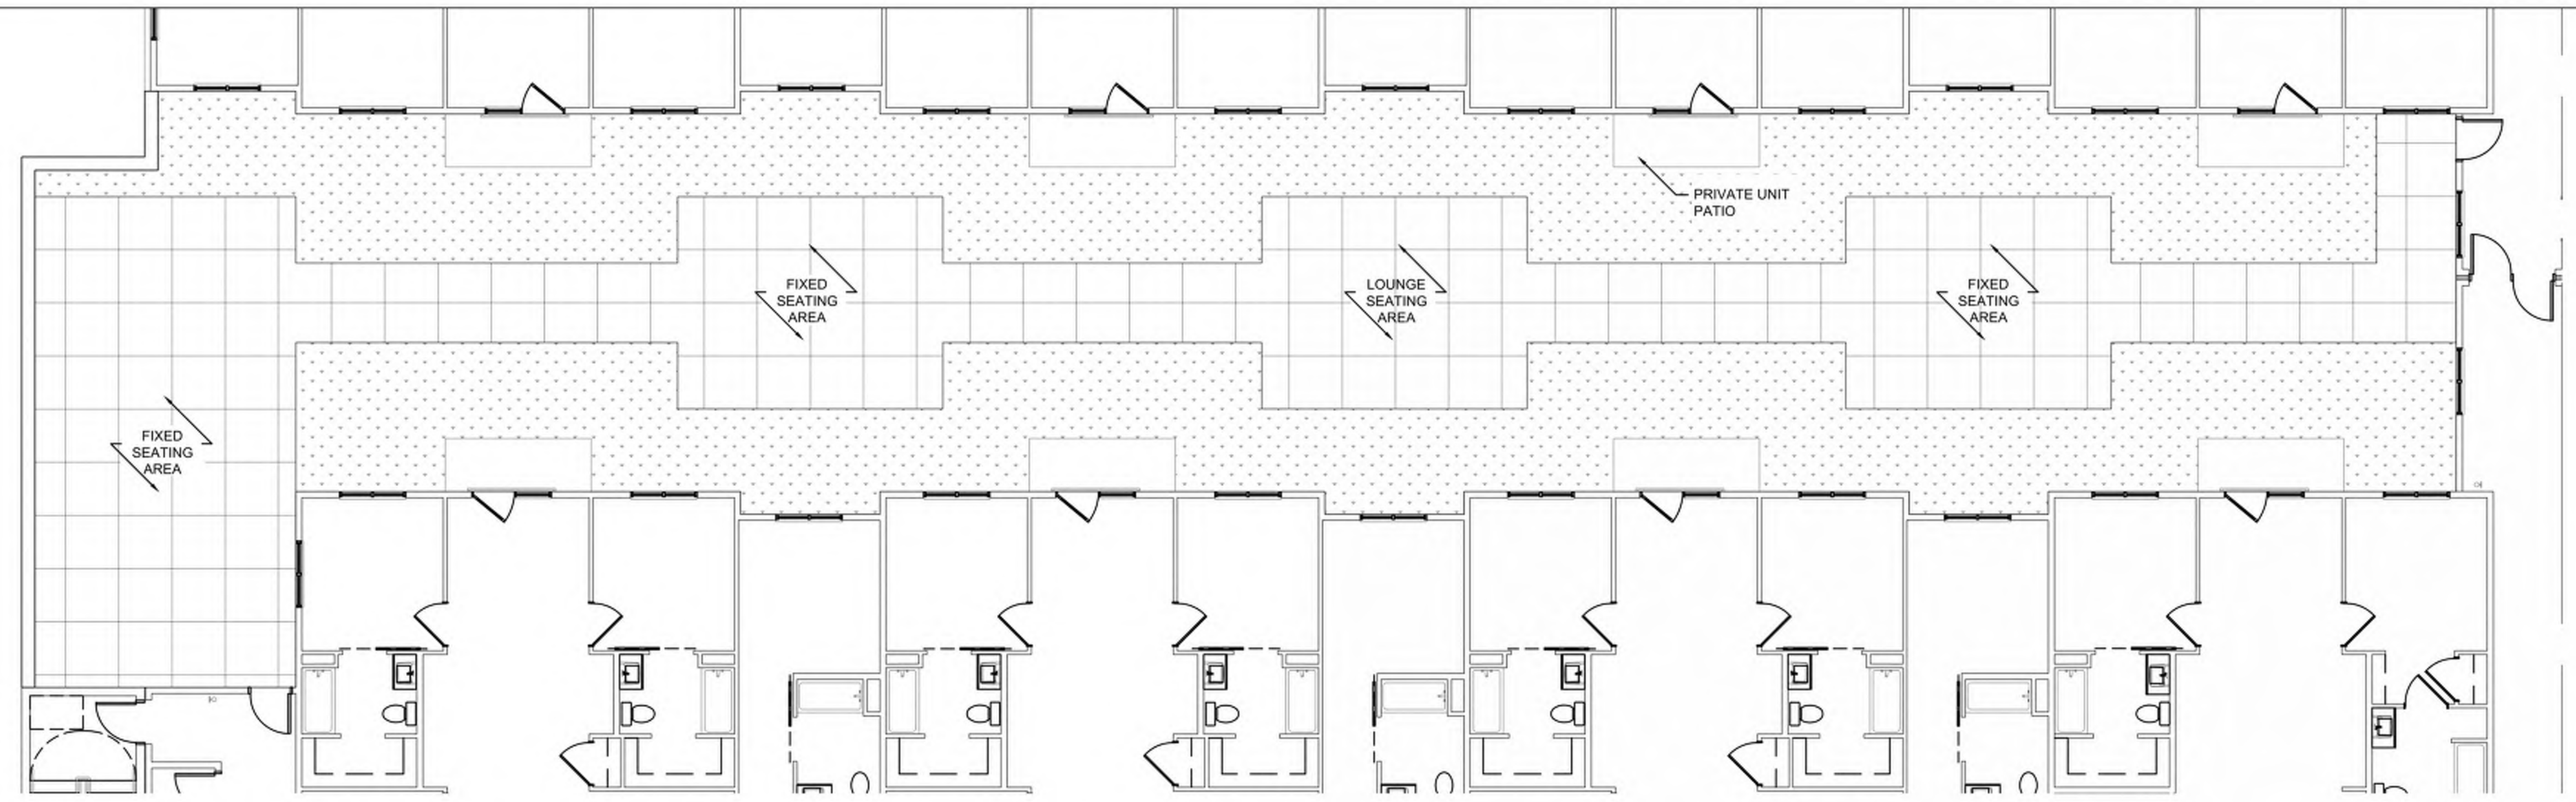 PRIVATE UNIT
PATIO
FIXED
SEATING
AREA
LOUNGE
SEATING
AREA
FIXED
SEATING
AREA
FIXED
SEATING
AREA